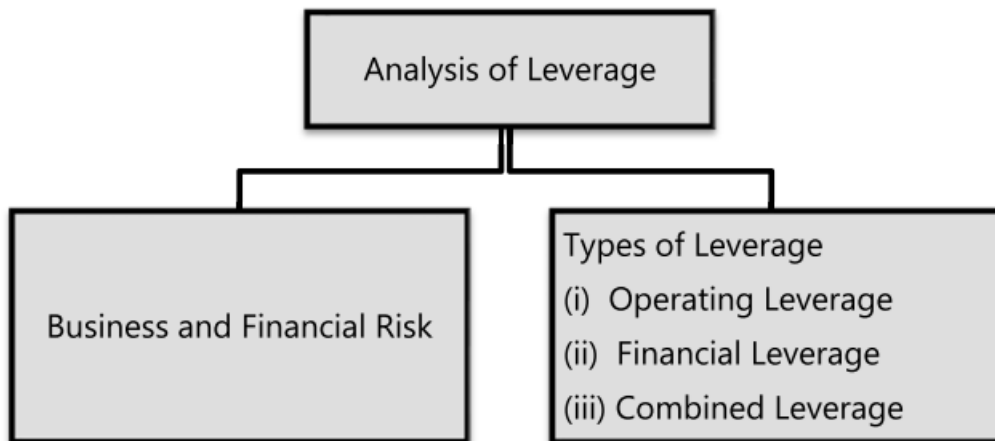 Analysis of Leverage
Business and Financial Risk
Types of Leverage
(i) Operating Leverage
(ii) Financial Leverage
(iii) Combined Leverage